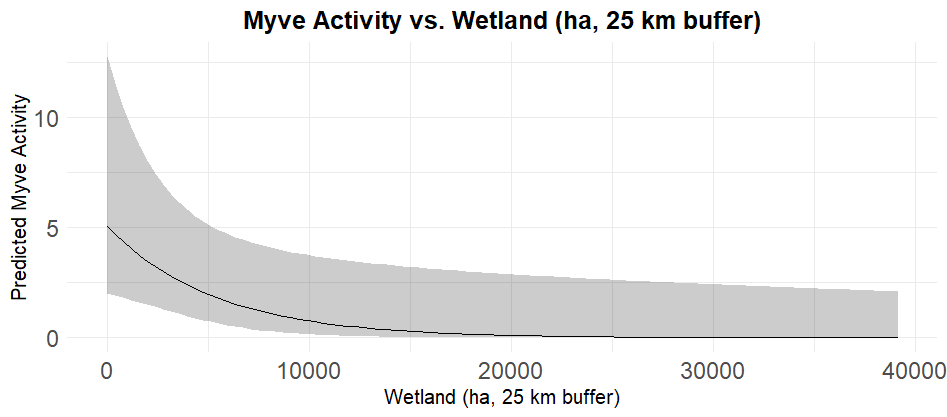 Myve Activity vs. Wetland (ha, 25 km buffer)
Predicted Myve Activity
10
5
0
0 10000 20000 30000 40000
Wetland (ha, 25 km buffer)